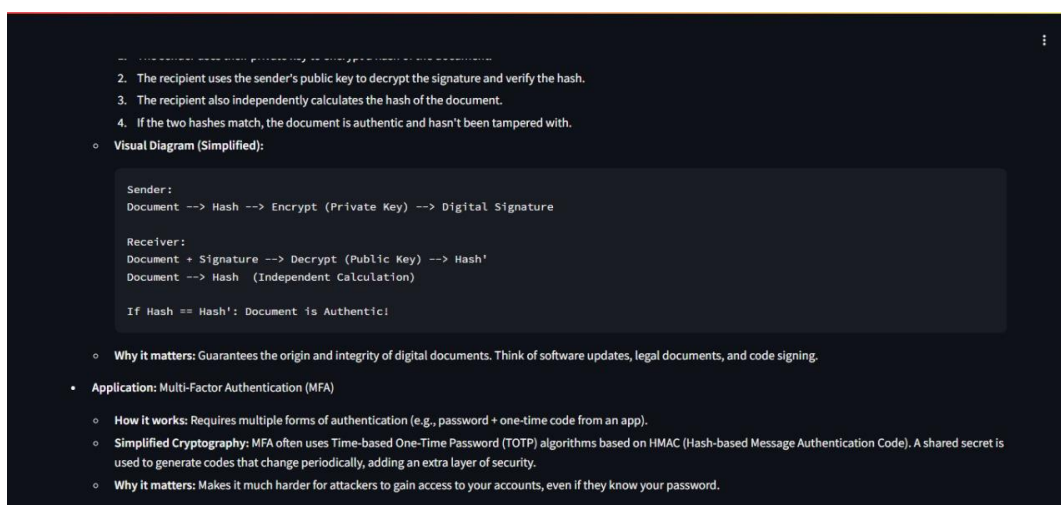 2. The recipient uses the sender's public key to decrypt the signature and verify the hash.
3. The recipient also independently calculates the hash of the document.
4. If the two hashes match, the document is authentic and hasn't been tampered with.
Visual Diagram (Simplified):
Sender:
Document --> Hash --> Encrypt (Private Key) --> Digital Signature
Receiver:
Document + Signature --> Decrypt (Public Key) --> Hash'
Document --> Hash  (Independent Calculation)
If Hash == Hash': Document is Authentic!
Why it matters: Guarantees the origin and integrity of digital documents. Think of software updates, legal documents, and code signing.
Application: Multi-Factor Authentication (MFA)
How it works: Requires multiple forms of authentication (e.g., password + one-time code from an app).
Simplified Cryptography: MFA often uses Time-based One-Time Password (TOTP) algorithms based on HMAC (Hash-based Message Authentication Code). A shared secret is
used to generate codes that change periodically, adding an extra layer of security.
Why it matters: Makes it much harder for attackers to gain access to your accounts, even if they know your password.